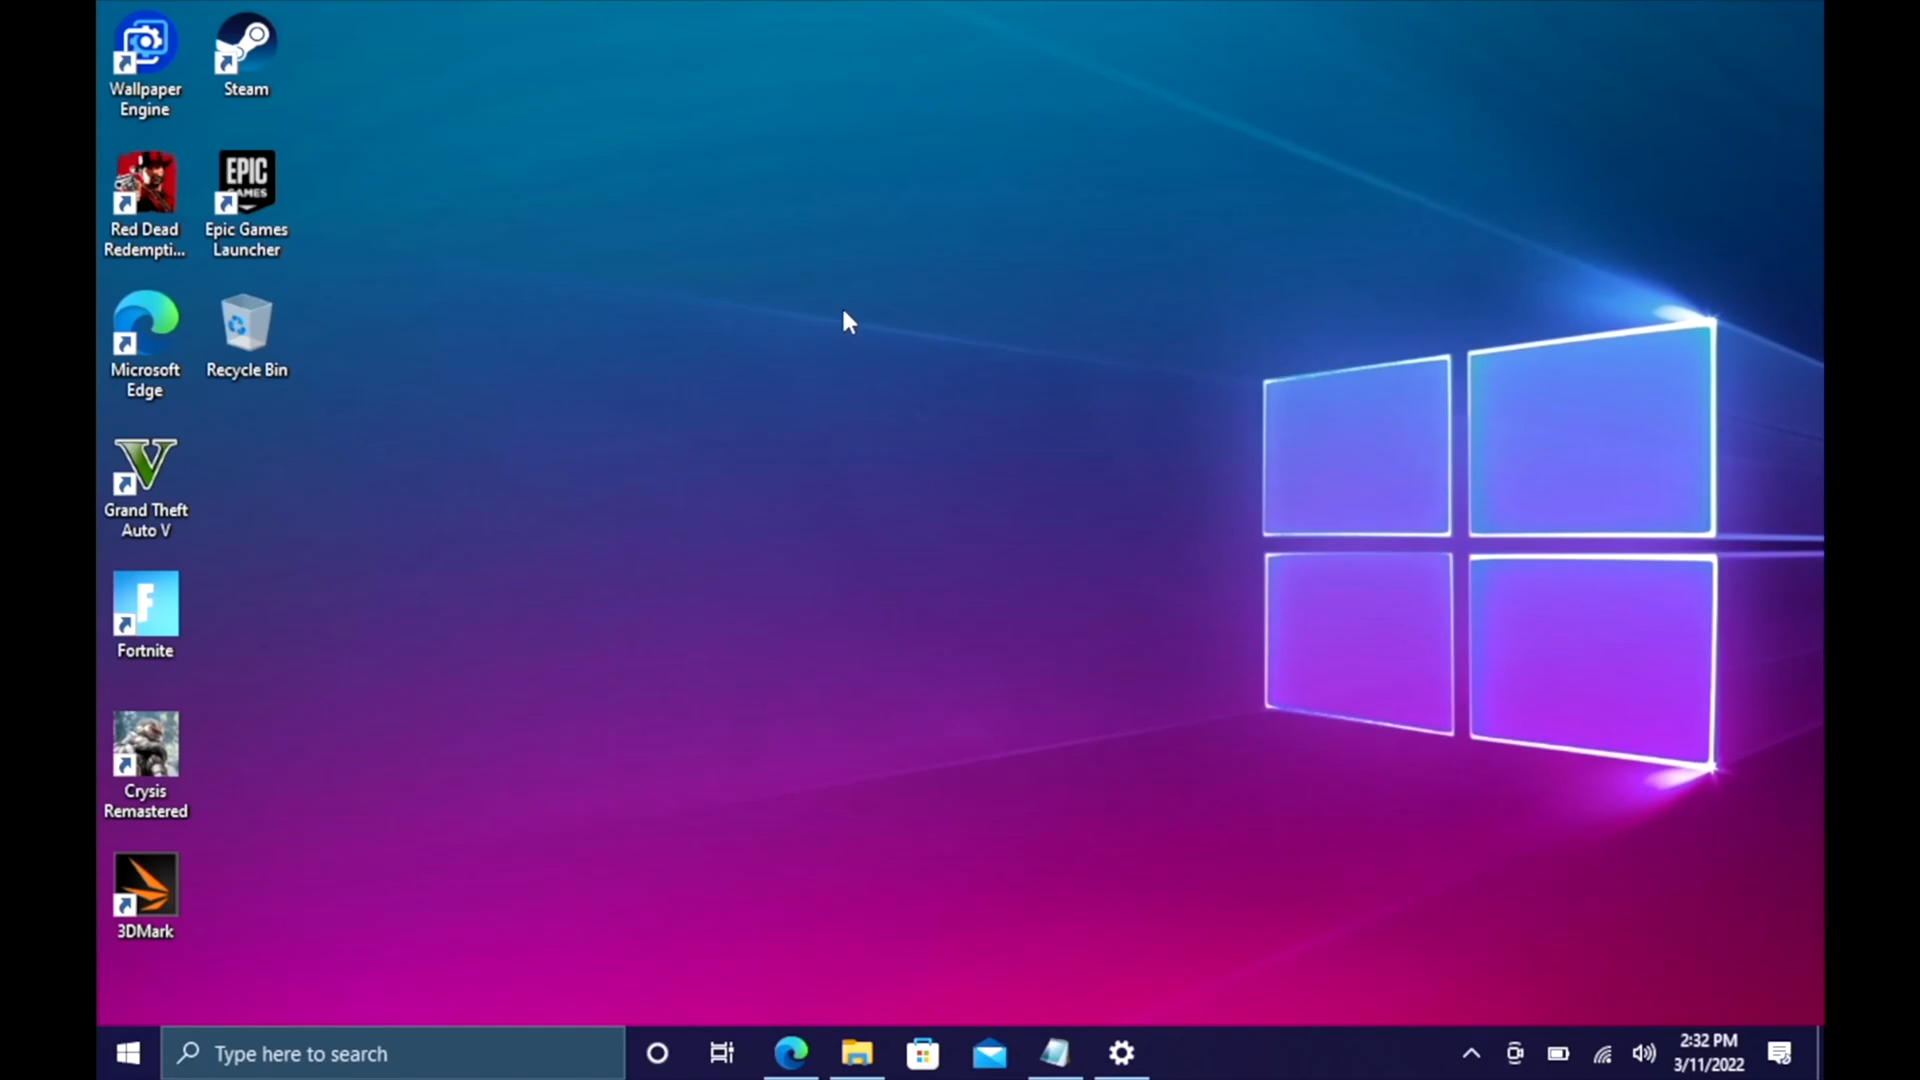 Wallpaper
Engine
Steam
Red Dead
Redempti...
EPIC
GAMES
Epic Games
Launcher
Microsoft
Edge
Recycle Bin
V
Grand Theft
Auto V
F
Fortnite
Crysis
Remastered
3DMark
Type here to search
2:32 PM
3/11/2022